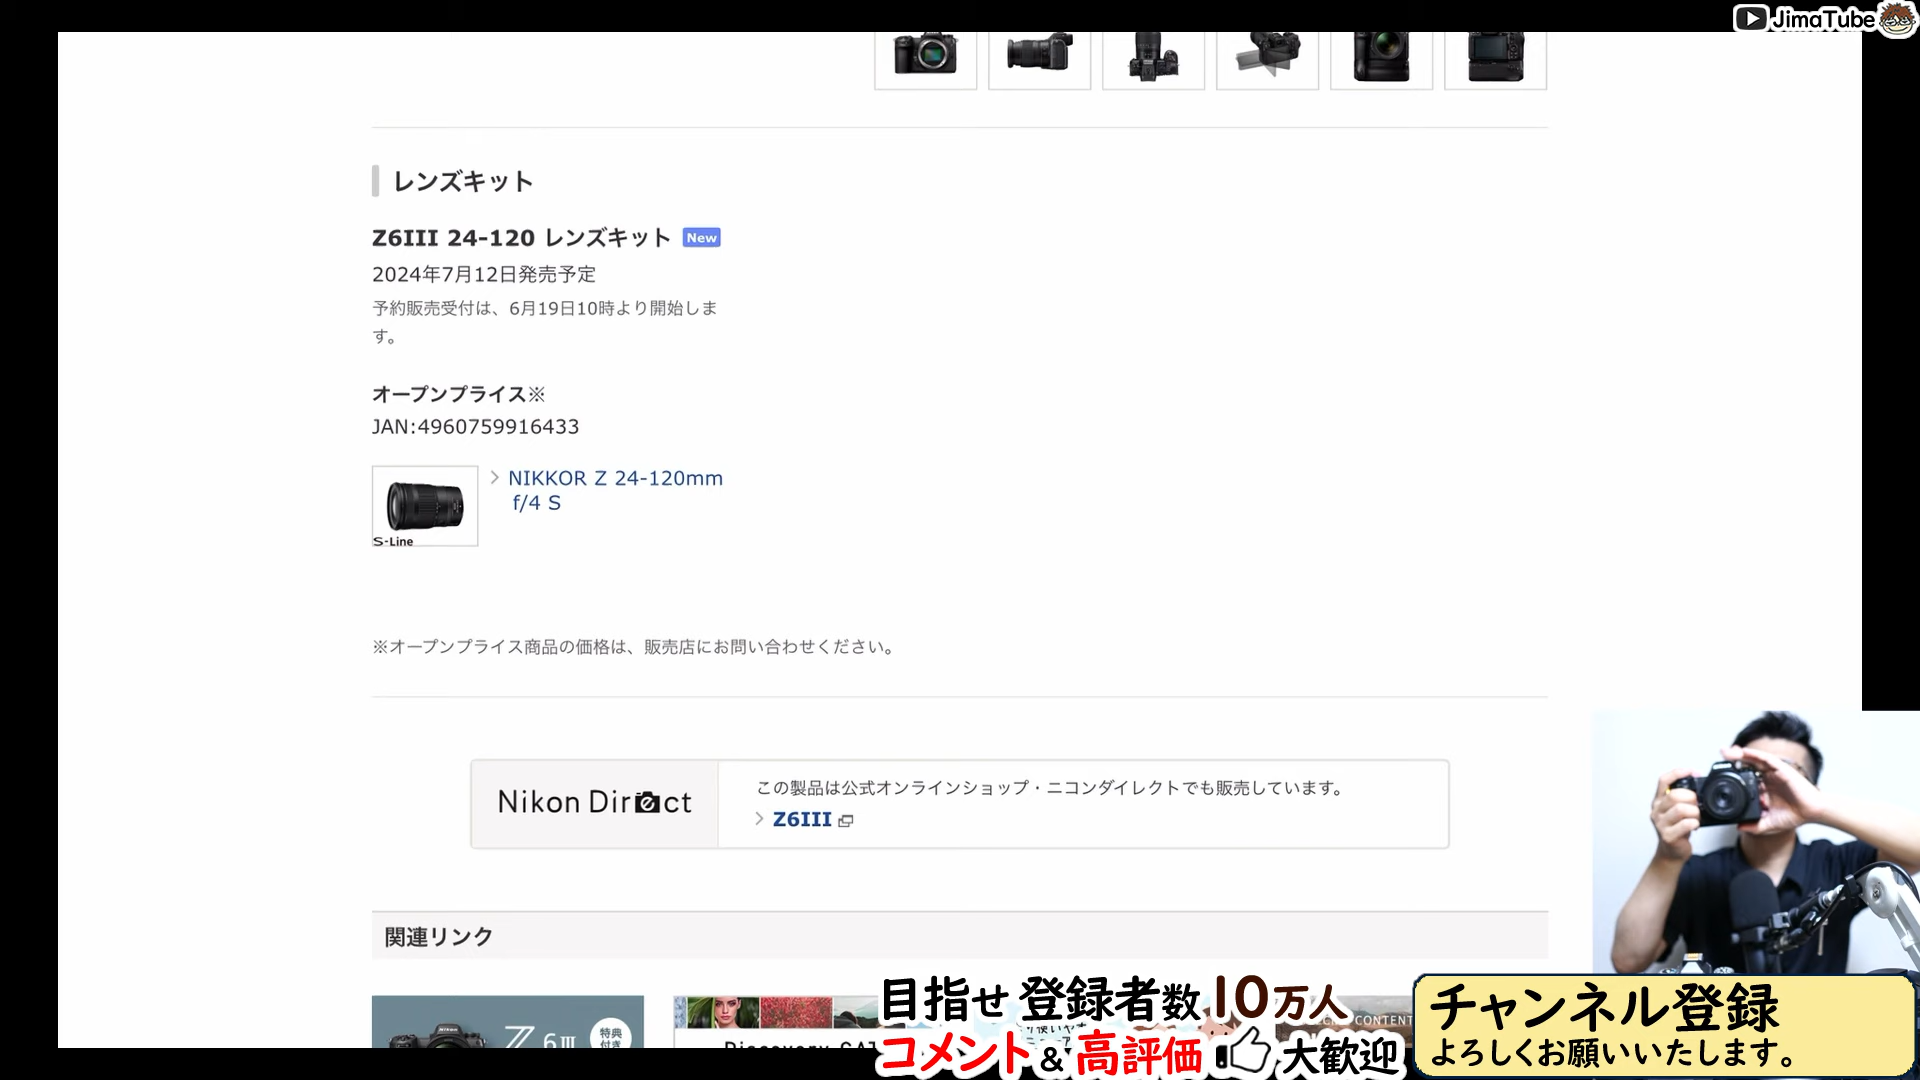 JimaTube
レンズキット
Z6III 24-120 レンズキット New
2024年7月12日発売予定
予約販売受付は、6月19日10時より開始しま
す。
オープンプライス※
JAN:4960759916433
NIKKOR Z 24-120mm
f/4 S
S-Line
※オープンプライス商品の価格は、販売店にお問い合わせください。
Nikon Direct
この製品は公式オンラインショップ・ニコンダイレクトでも販売しています。
Z6III
関連リンク
Nikon
Z 6III
特典
付き
目指せ 登録者数 10万人
コメント & 高評価 大歓迎
チャンネル登録
よろしくお願いいたします。